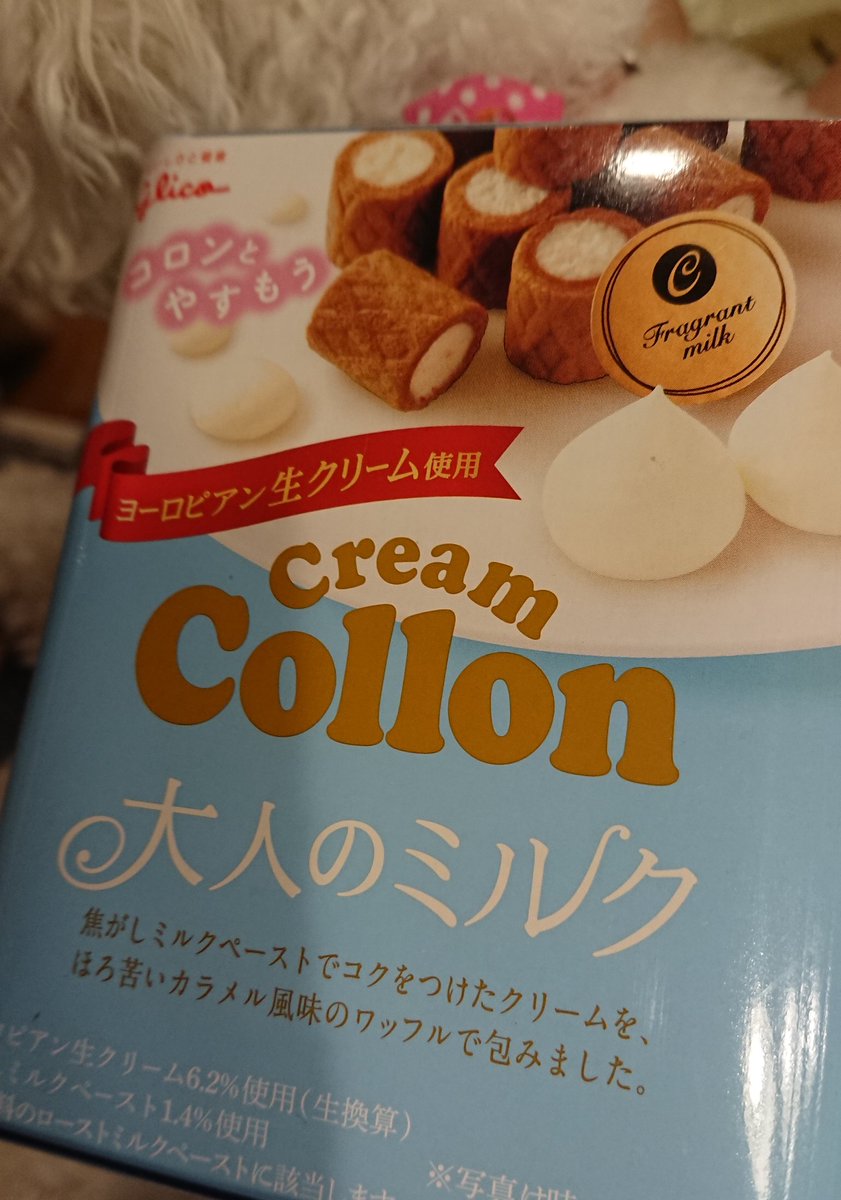 Glico
コロンと
やすもう
C
Fragrant
milk
ヨーロピアン生クリーム使用
Cream
Collon
大人のミルク
焦がしミルクペーストでコクをつけたクリームを、
ほろ苦いカラメル風味のワッフルで包みました。
ピアン生クリーム6.2%使用(生換算)
ミルクペースト1.4%使用
のローストミルクペーストに該当します
※写真は